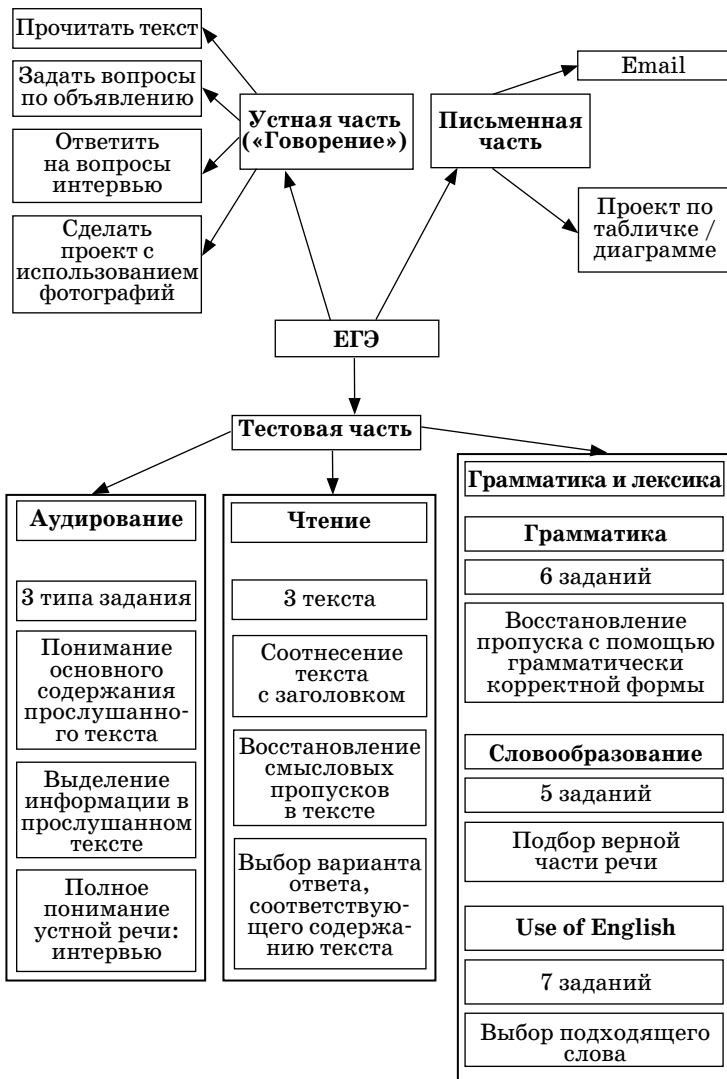 Прочитать текст
Задать вопросы
по объявлению
Ответить
на вопросы
интервью
Сделать
проект с
использованием
фотографий
Устная часть
(«Говорение»)
Письменная
часть
Email
Проект по
табличке /
диаграмме
ЕГЭ
Тестовая часть
Аудирование
3 типа задания
Понимание
основного
содержания
прослушанно-
го текста
Выделение
информации в
прослушанном
тексте
Полное
понимание
устной речи:
интервью
Чтение
3 текста
Соотнесение
текста
с заголовком
Восстановление
смысловых
пропусков
в тексте
Выбор варианта
ответа,
соответствую-
щего содержа-
нию текста
Грамматика и лексика
Грамматика
6 заданий
Восстановление
пропуска с помощью
грамматически
корректной формы
Словообразование
5 заданий
Подбор верной
части речи
Use of English
7 заданий
Выбор подходящего
слова